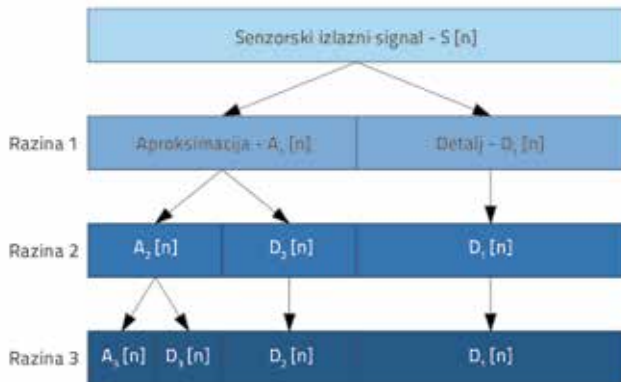 Senzorski izlazni signal - S [n]
Razina 1
Aproksimacija - A₁ [n]
Detalj - D₁ [n]
Razina 2
A₂ [n]
D₂ [n]
D₁ [n]
Razina 3
A₃ [n]
D₃ [n]
D₂ [n]
D₁ [n]